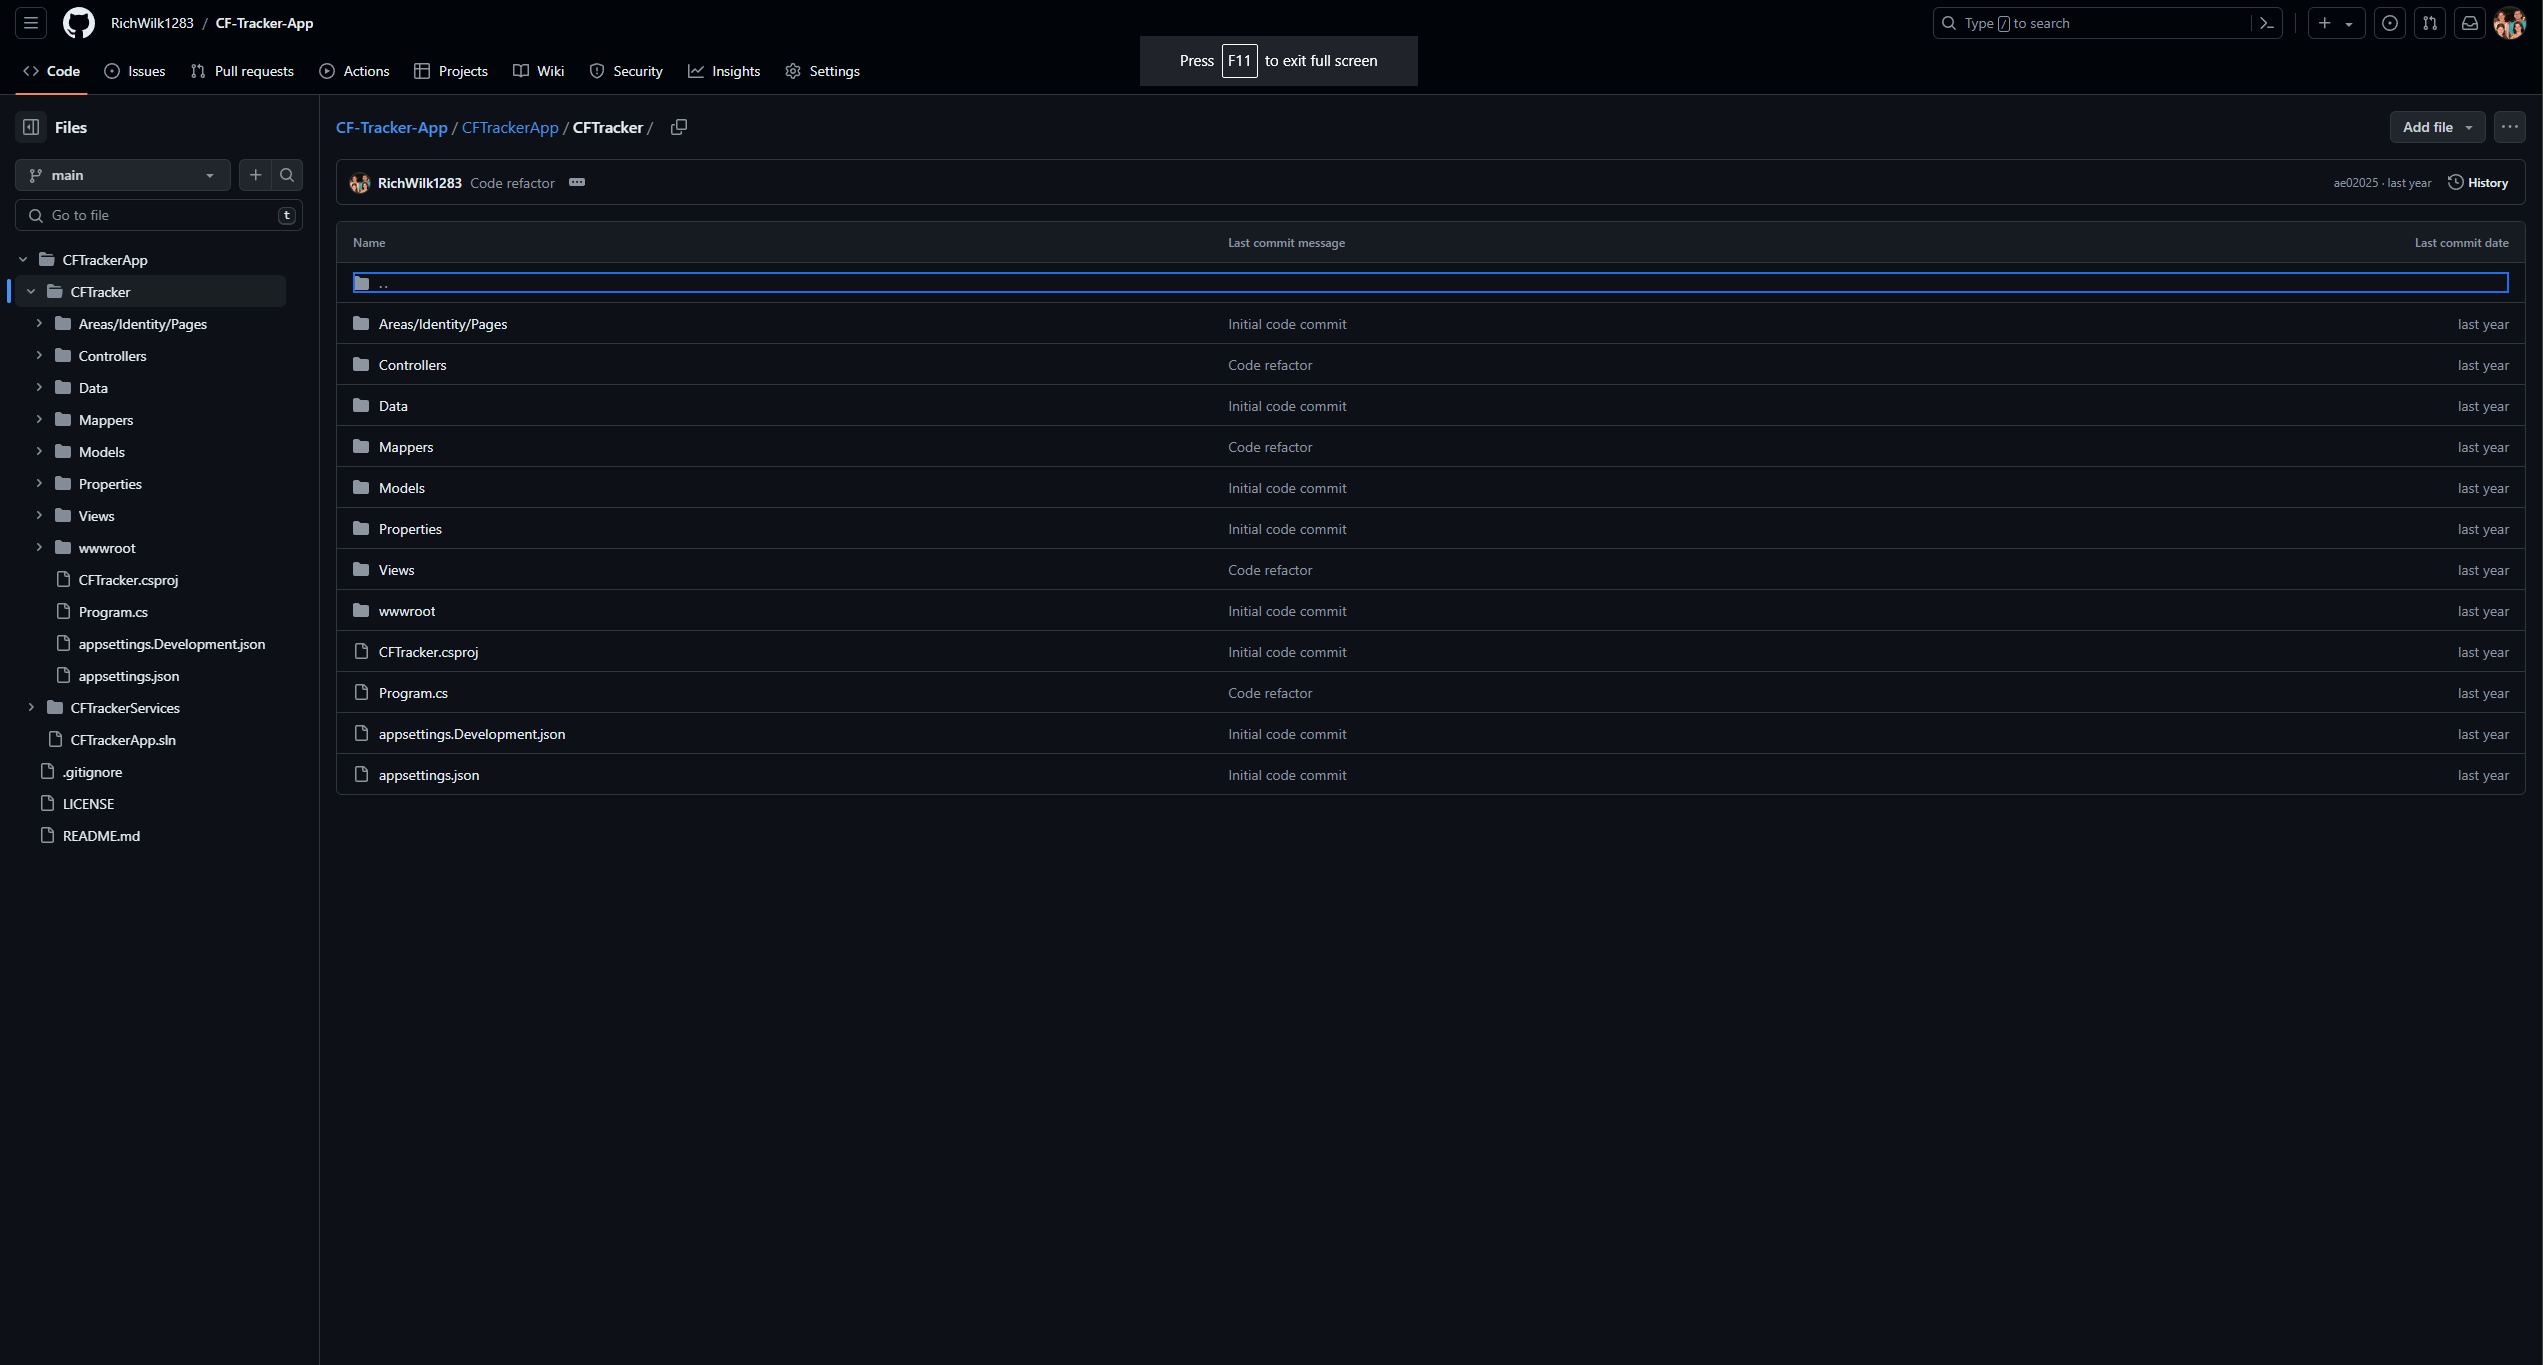 RichWilk1283 / CF-Tracker-App
Type / to search
Code Issues Pull requests Actions Projects Wiki Security Insights Settings
Press F11 to exit full screen
Files
main
Go to file t
CFTrackerApp
CFTracker
Areas/Identity/Pages
Controllers
Data
Mappers
Models
Properties
Views
wwwroot
CFTracker.csproj
Program.cs
appsettings.Development.json
appsettings.json
CFTrackerServices
CFTrackerApp.sln
.gitignore
LICENSE
README.md
CF-Tracker-App / CFTrackerApp / CFTracker /
Add file
RichWilk1283 Code refactor
ae02025 · last year History
Name Last commit message Last commit date
..
Areas/Identity/Pages Initial code commit last year
Controllers Code refactor last year
Data Initial code commit last year
Mappers Code refactor last year
Models Initial code commit last year
Properties Initial code commit last year
Views Code refactor last year
wwwroot Initial code commit last year
CFTracker.csproj Initial code commit last year
Program.cs Code refactor last year
appsettings.Development.json Initial code commit last year
appsettings.json Initial code commit last year